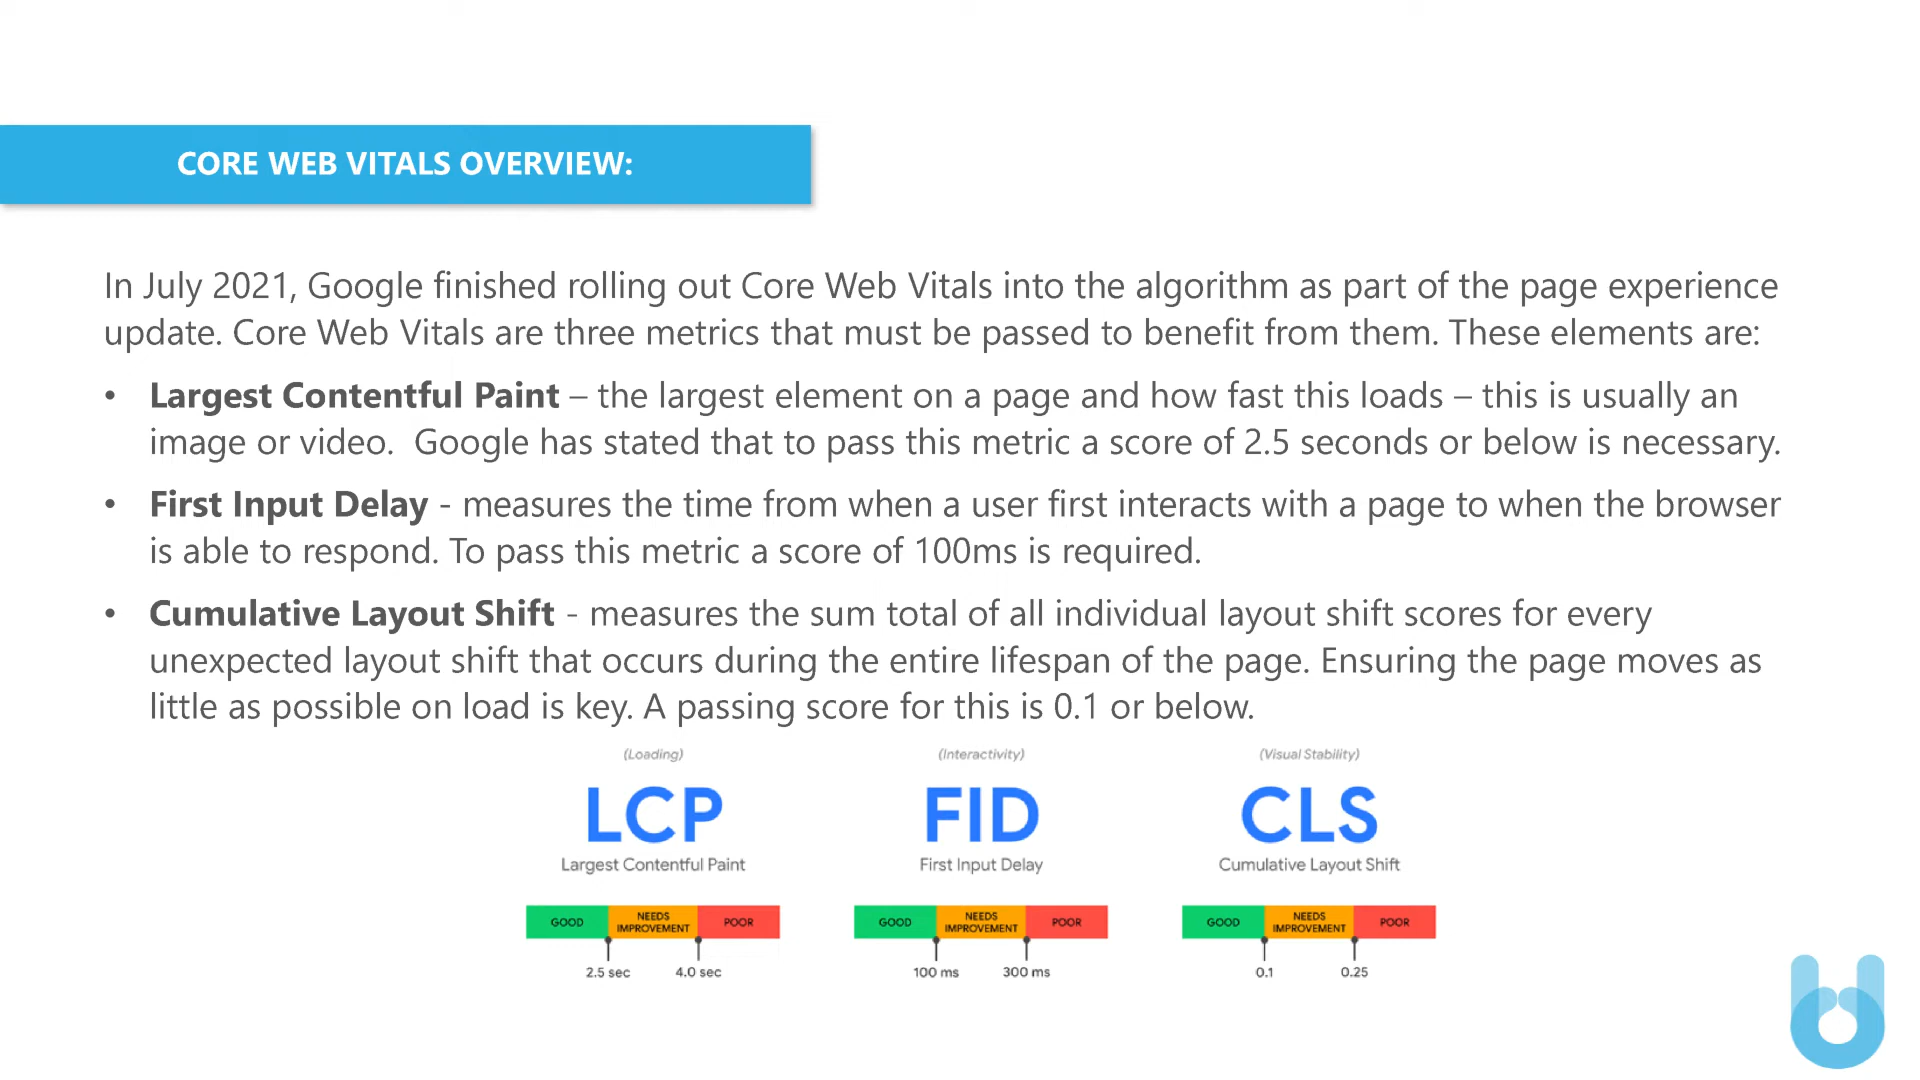 CORE WEB VITALS OVERVIEW:
In July 2021, Google finished rolling out Core Web Vitals into the algorithm as part of the page experience
update. Core Web Vitals are three metrics that must be passed to benefit from them. These elements are:
• Largest Contentful Paint – the largest element on a page and how fast this loads – this is usually an
image or video.  Google has stated that to pass this metric a score of 2.5 seconds or below is necessary.
• First Input Delay - measures the time from when a user first interacts with a page to when the browser
is able to respond. To pass this metric a score of 100ms is required.
• Cumulative Layout Shift - measures the sum total of all individual layout shift scores for every
unexpected layout shift that occurs during the entire lifespan of the page. Ensuring the page moves as
little as possible on load is key. A passing score for this is 0.1 or below.
(Loading)
LCP
Largest Contentful Paint
GOOD
NEEDS
IMPROVEMENT
POOR
2.5 sec
4.0 sec
(Interactivity)
FID
First Input Delay
GOOD
NEEDS
IMPROVEMENT
POOR
100 ms
300 ms
(Visual Stability)
CLS
Cumulative Layout Shift
GOOD
NEEDS
IMPROVEMENT
POOR
0.1
0.25